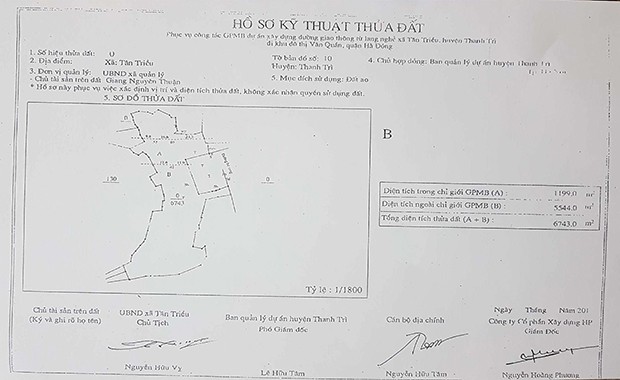 HỒ SƠ KỸ THUẬT THỬA ĐẤT
Phục vụ công tác GPMB dự án xây dựng đường giao thông từ làng nghề xã Tân Triều, huyện Thanh Trì
đi khu đô thị Văn Quán, quận Hà Đông
1. Số hiệu thửa đất: 0 Tờ bản đồ số: 10 4. Chủ hợp đồng: Ban quản lý dự án huyện Thanh Trì
2. Địa điểm: Xã: Tân Triều Huyện: Thanh Trì
3. Đơn vị quản lý: UBND xã quản lý 5. Mục đích sử dụng: Đất ao
- Chủ tài sản trên đất: Giang Nguyên Thuận
* Hồ sơ này phục vụ việc xác định vị trí và diện tích thửa đất, không xác nhận quyền sử dụng đất.
5. SƠ ĐỒ THỬA ĐẤT
B
A
B
130
0
6743
0
Diện tích trong chỉ giới GPMB (A) : 1199.0 m²
Diện tích ngoài chỉ giới GPMB (B) : 5544.0 m²
Tổng diện tích thửa đất (A + B) : 6743.0 m²
Tỷ lệ : 1/1800
Ngày Tháng Năm 201
Chủ tài sản trên đất UBND xã Tân Triều Ban quản lý dự án huyện Thanh Trì Cán bộ địa chính Công ty Cổ phần Xây dựng HP
(Ký và ghi rõ họ tên) Chủ Tịch Phó Giám đốc Giám Đốc
Nguyễn Hữu Vỵ Lê Hữu Tâm Nguyễn Hữu Tâm Nguyễn Hoàng Phương